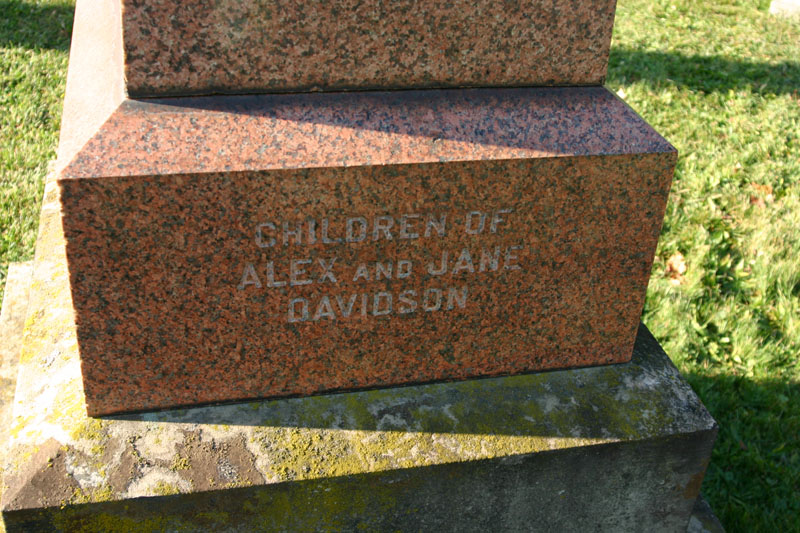 CHILDREN OF
ALEX AND JANE
DAVIDSON